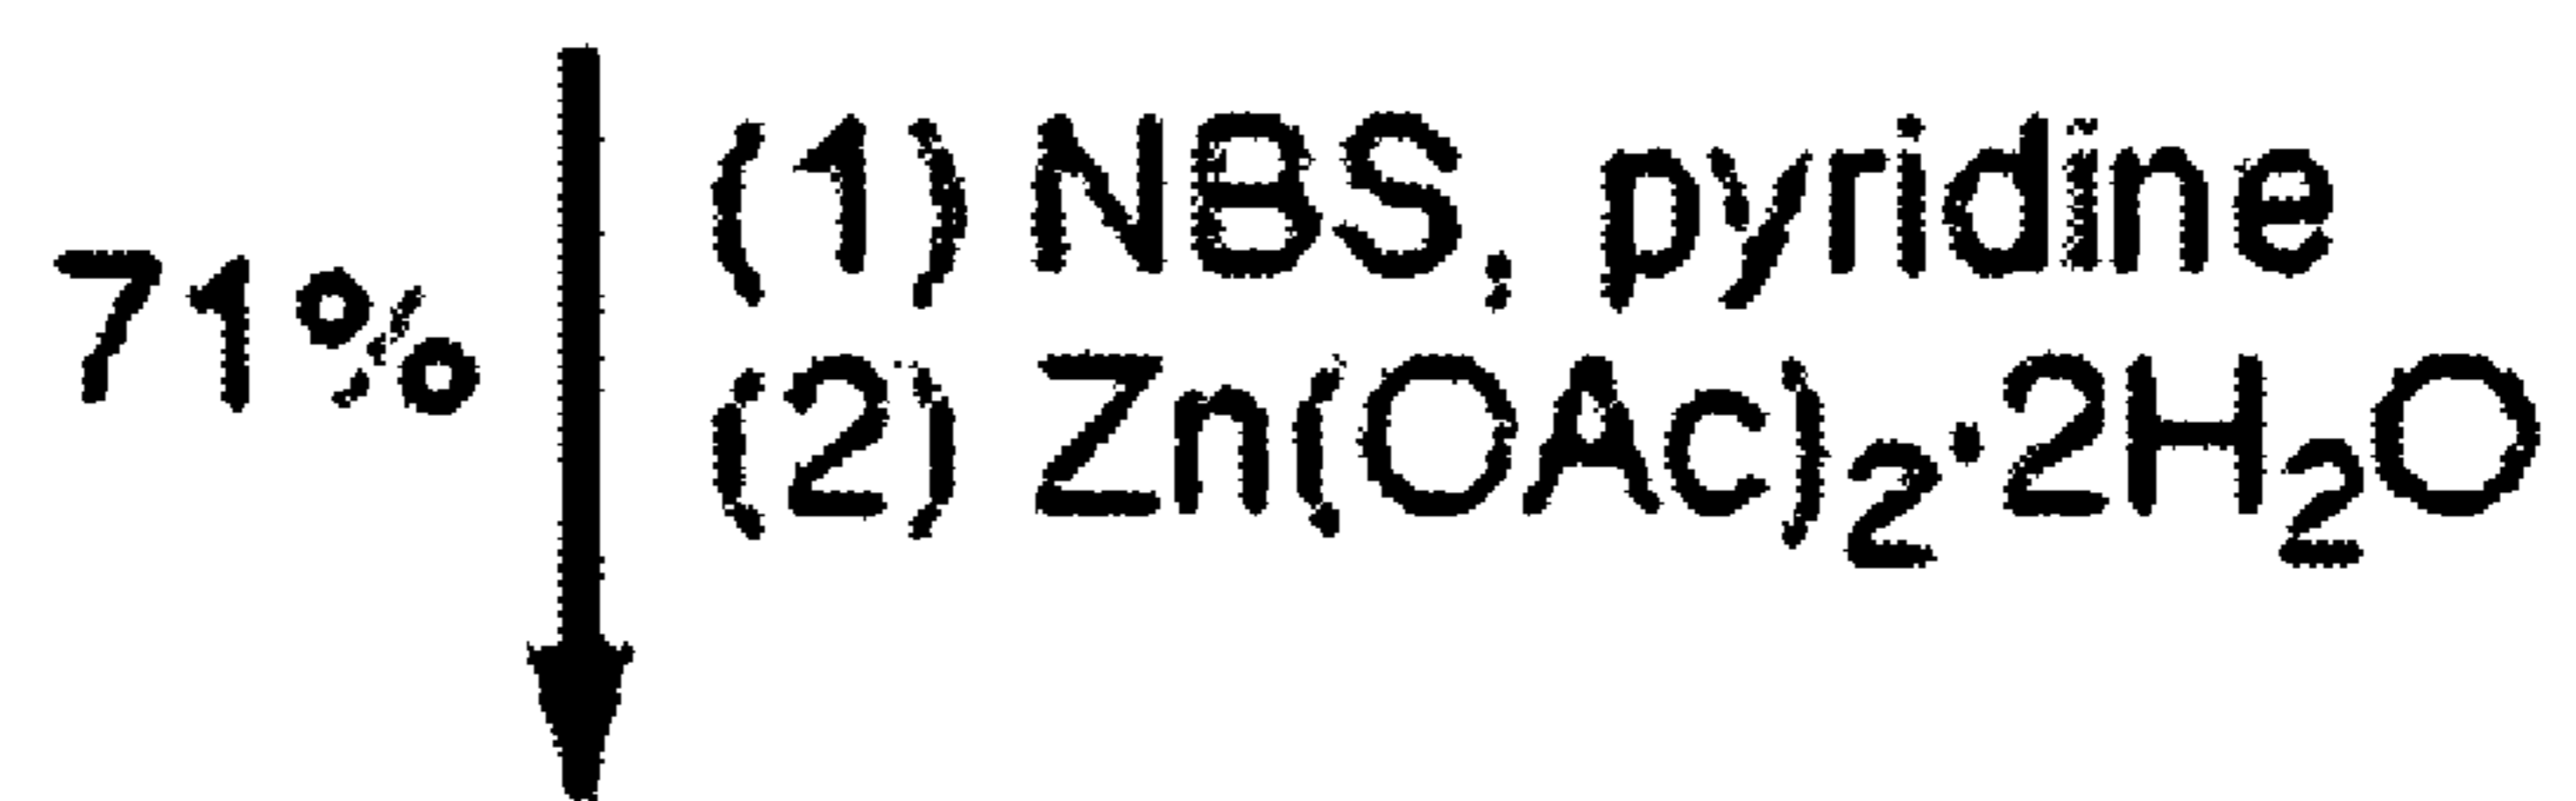 71%
(1) NBS, pyridine
(2) Zn(OAc)2·2H2O